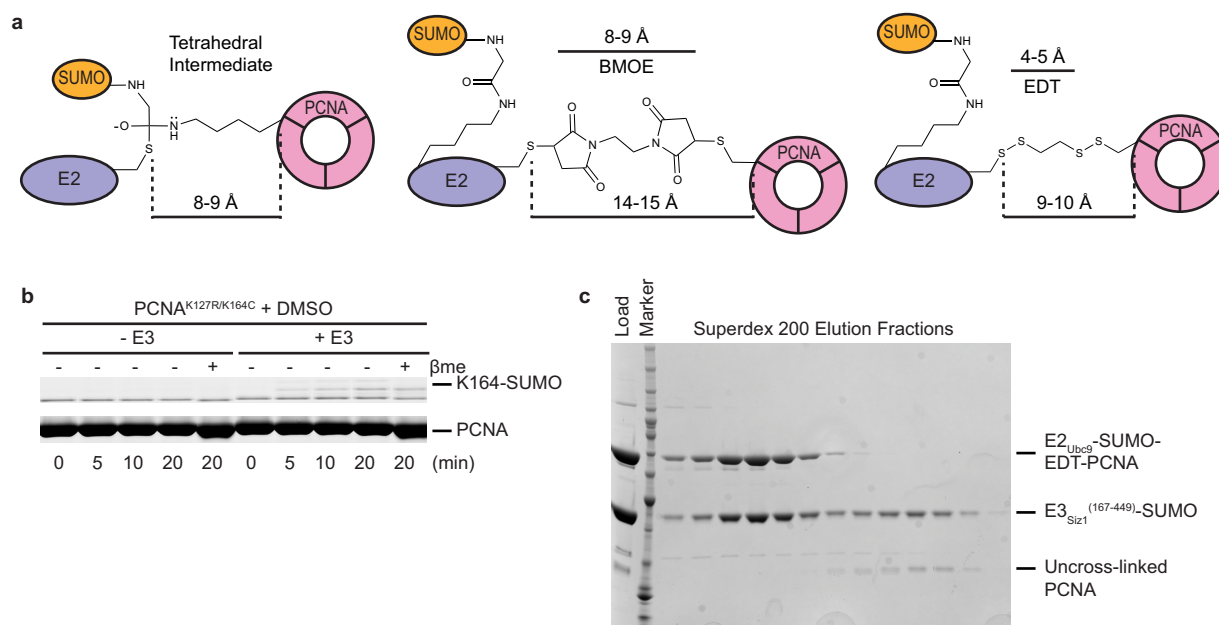 a
Tetrahedral
Intermediate
SUMO
NH
-O
N
H
S
E2
PCNA
8-9 Å
SUMO
NH
O
NH
E2
8-9 Å
BMOE
S
O
O
N
N
O
O
S
PCNA
14-15 Å
SUMO
NH
O
NH
E2
4-5 Å
EDT
S
S
S
S
PCNA
9-10 Å
b
PCNA^K127R/K164C + DMSO
- E3 + E3
- - - - + - - - - + βme
K164-SUMO
PCNA
0 5 10 20 20 0 5 10 20 20 (min)
c
Load
Marker
Superdex 200 Elution Fractions
E2Ubc9-SUMO-
EDT-PCNA
E3Siz1(167-449)-SUMO
Uncross-linked
PCNA